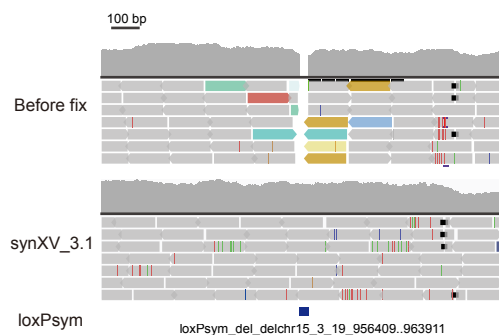 100 bp
Before fix
synXV_3.1
loxPsym
loxPsym_del_delchr15_3_19_956409..963911